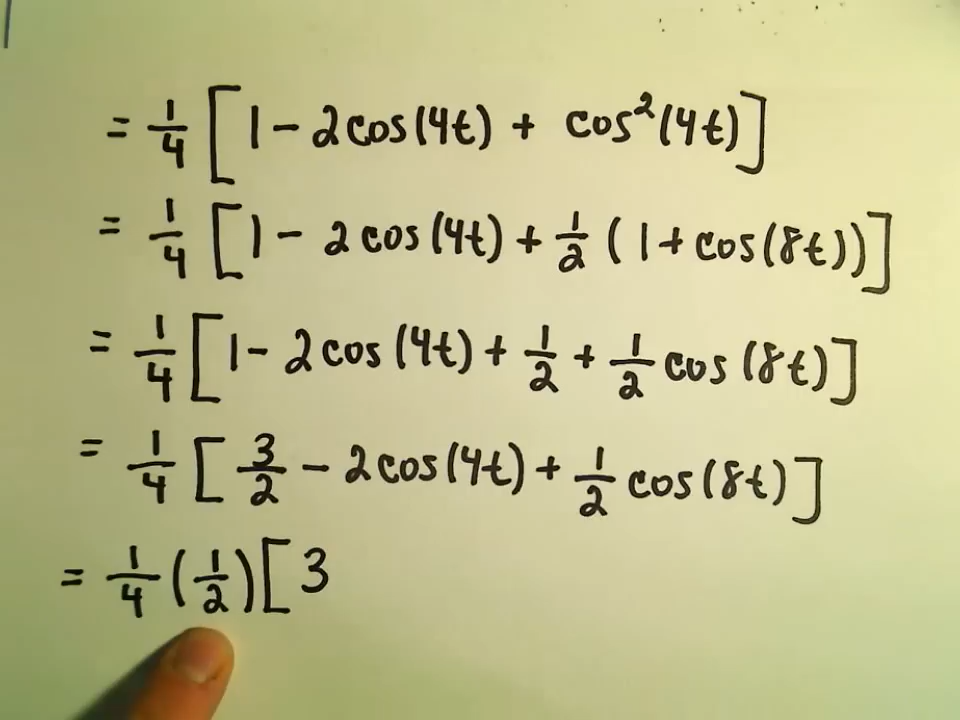 = 1/4 [1 - 2cos(4t) + cos²(4t)]
= 1/4 [1 - 2cos(4t) + 1/2 (1 + cos(8t))]
= 1/4 [1 - 2cos(4t) + 1/2 + 1/2 cos(8t)]
= 1/4 [3/2 - 2cos(4t) + 1/2 cos(8t)]
= 1/4 (1/2) [3